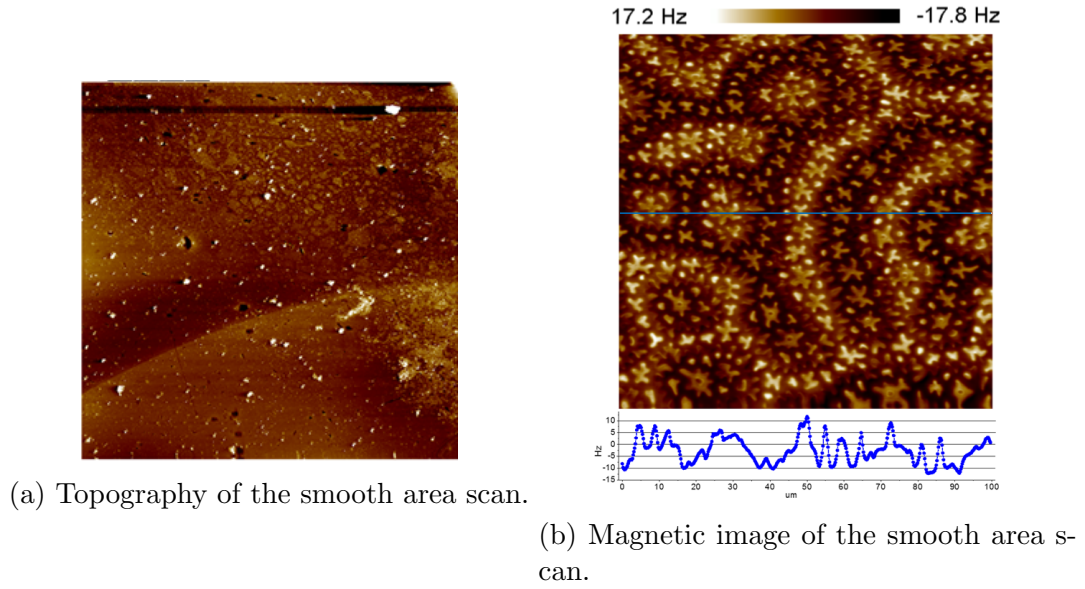 17.2 Hz -17.8 Hz
10
5
0
-5
-10
-15
Hz
0 10 20 30 40 50 60 70 80 90 100
um
(a) Topography of the smooth area scan.
(b) Magnetic image of the smooth area s-
can.